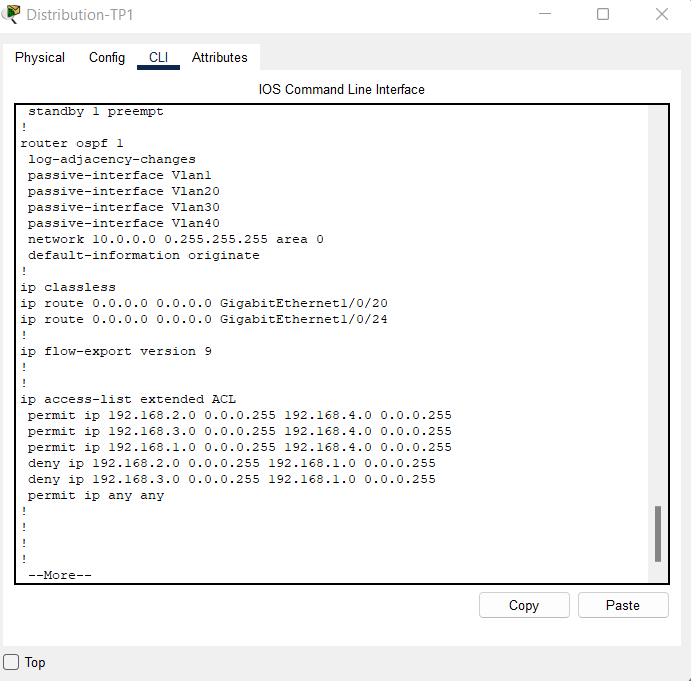 Distribution-TP1
Physical Config CLI Attributes
IOS Command Line Interface
standby 1 preempt
!
router ospf 1
log-adjacency-changes
passive-interface Vlan1
passive-interface Vlan20
passive-interface Vlan30
passive-interface Vlan40
network 10.0.0.0 0.255.255.255 area 0
default-information originate
!
ip classless
ip route 0.0.0.0 0.0.0.0 GigabitEthernet1/0/20
ip route 0.0.0.0 0.0.0.0 GigabitEthernet1/0/24
!
ip flow-export version 9
!
!
ip access-list extended ACL
permit ip 192.168.2.0 0.0.0.255 192.168.4.0 0.0.0.255
permit ip 192.168.3.0 0.0.0.255 192.168.4.0 0.0.0.255
permit ip 192.168.1.0 0.0.0.255 192.168.4.0 0.0.0.255
deny ip 192.168.2.0 0.0.0.255 192.168.1.0 0.0.0.255
deny ip 192.168.3.0 0.0.0.255 192.168.1.0 0.0.0.255
permit ip any any
!
!
!
!
--More--
Copy Paste
Top